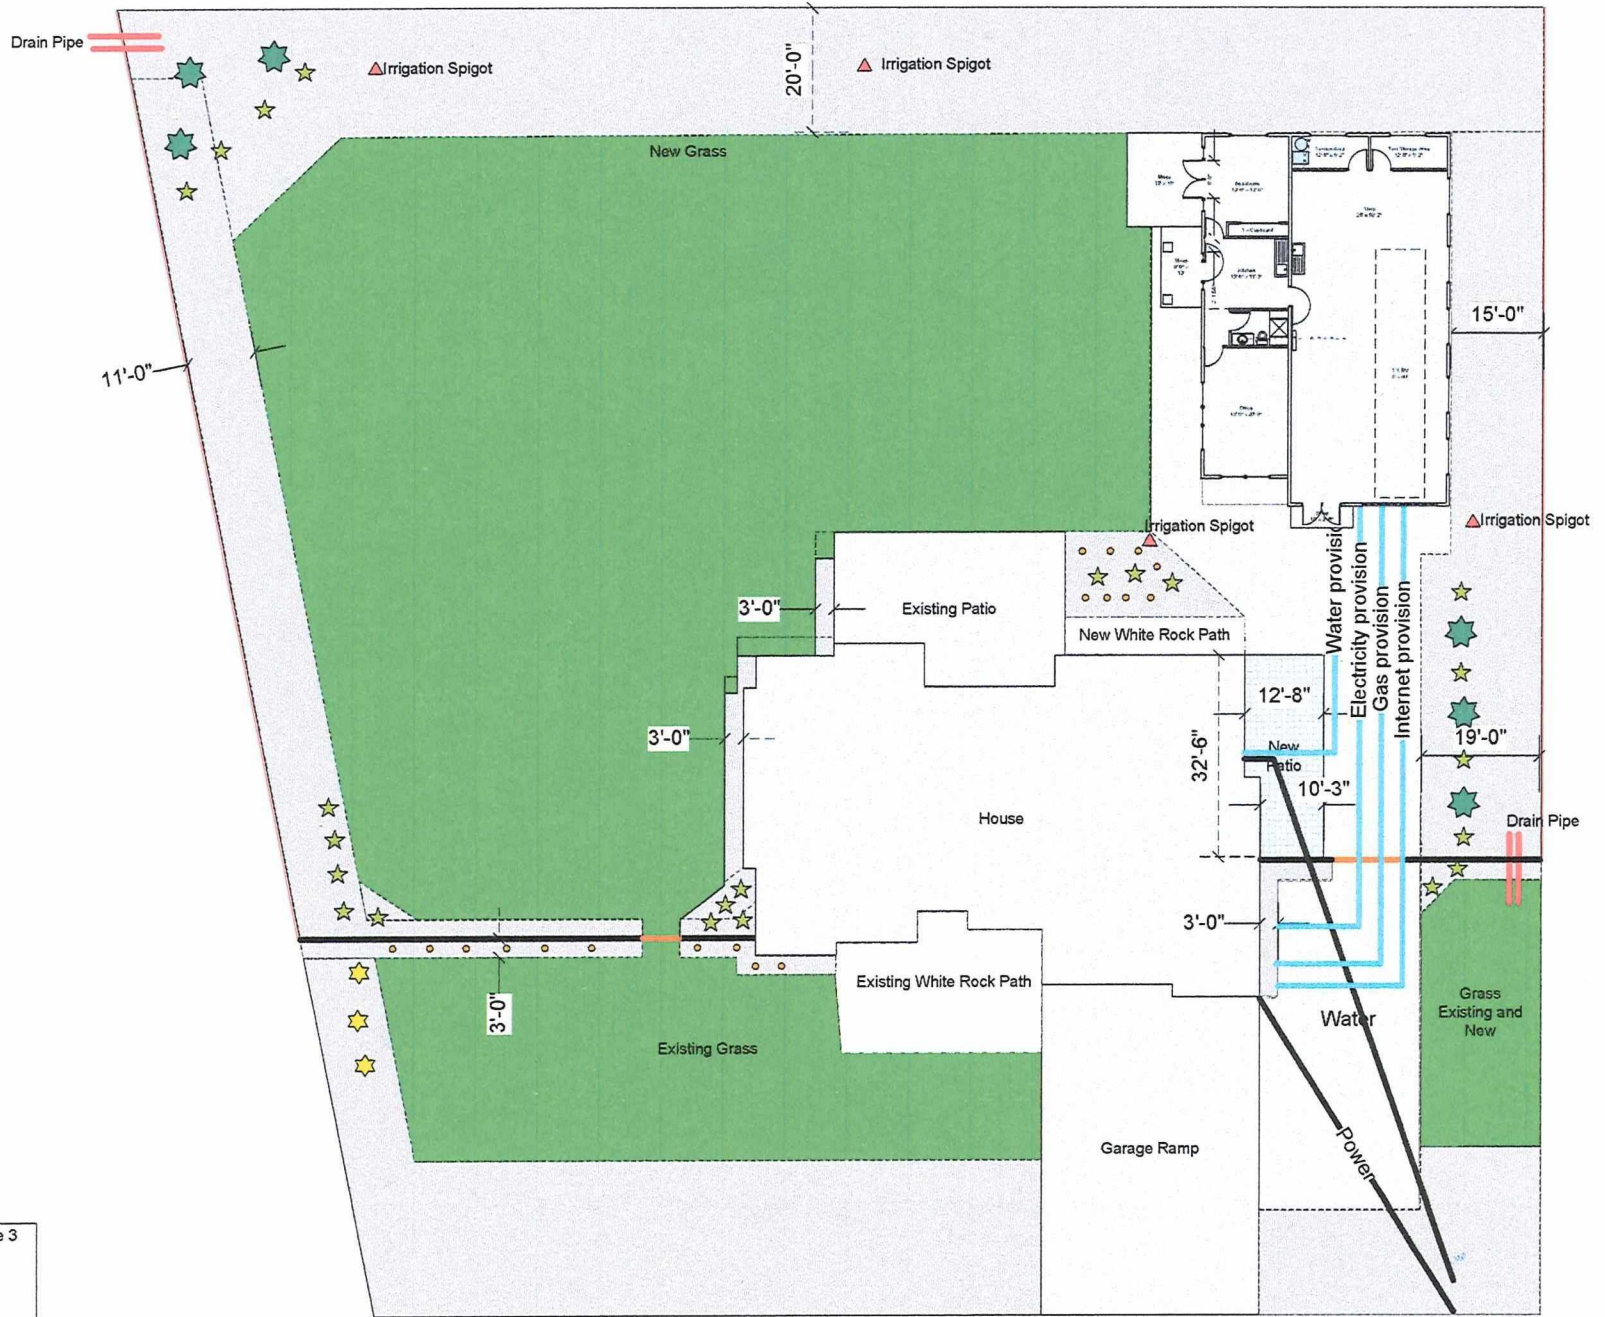 Drain Pipe
Irrigation Spigot
20'-0"
Irrigation Spigot
New Grass
15'-0"
11'-0"
Irrigation Spigot
Irrigation Spigot
3'-0"
Existing Patio
New White Rock Path
Water provisio
Electricity provision
Gas provision
Internet provision
12'-8"
3'-0"
32'-6"
New
Patio
19'-0"
10'-3"
House
Drain Pipe
3'-0"
Existing White Rock Path
3'-0"
Water
Grass
Existing and
New
Existing Grass
Garage Ramp
Power
e 3